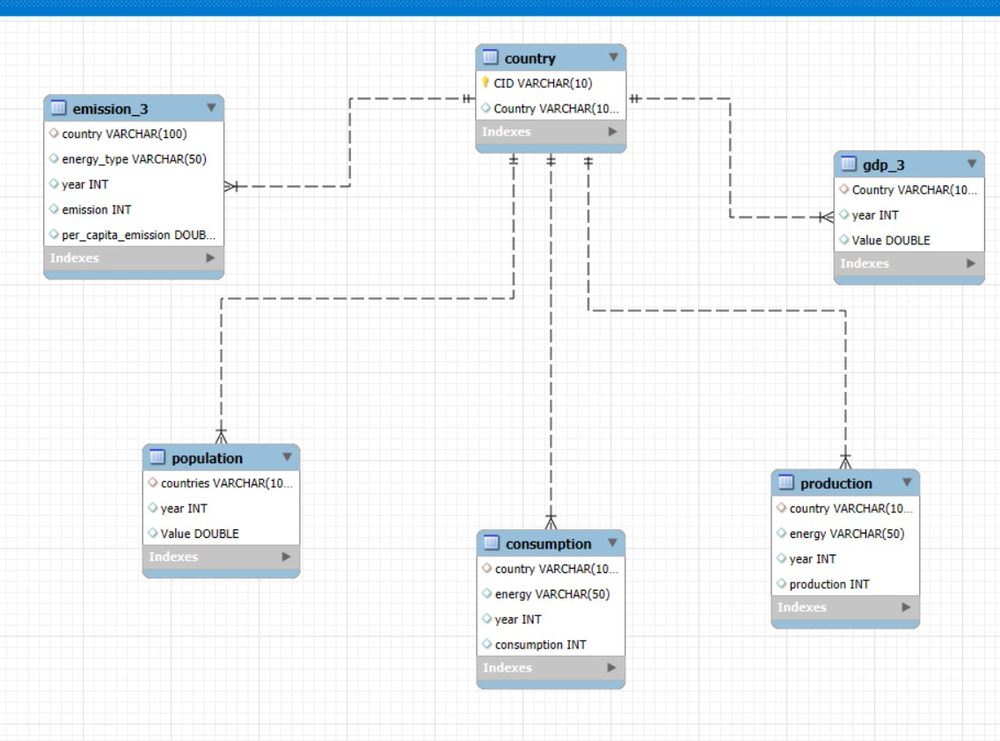 country
CID VARCHAR(10)
Country VARCHAR(10...
Indexes
emission_3
country VARCHAR(100)
energy_type VARCHAR(50)
year INT
emission INT
per_capita_emission DOUB...
Indexes
gdp_3
Country VARCHAR(10...
year INT
Value DOUBLE
Indexes
population
countries VARCHAR(10...
year INT
Value DOUBLE
Indexes
consumption
country VARCHAR(10...
energy VARCHAR(50)
year INT
consumption INT
Indexes
production
country VARCHAR(10...
energy VARCHAR(50)
year INT
production INT
Indexes